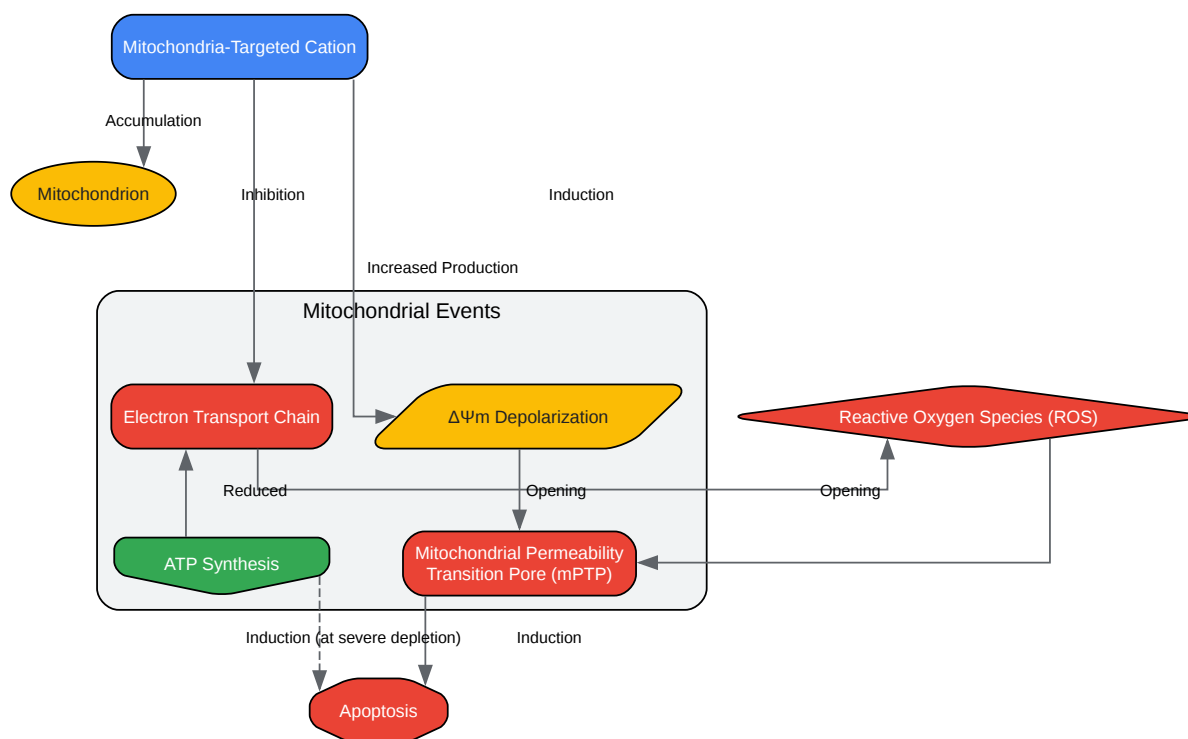 Mitochondria-Targeted Cation
Accumulation
Mitochondrion
Inhibition
Induction
Increased Production
Mitochondrial Events
Electron Transport Chain
ΔΨm Depolarization
Reactive Oxygen Species (ROS)
Reduced
Opening
Opening
ATP Synthesis
Mitochondrial Permeability
Transition Pore (mPTP)
Induction (at severe depletion)
Induction
Apoptosis